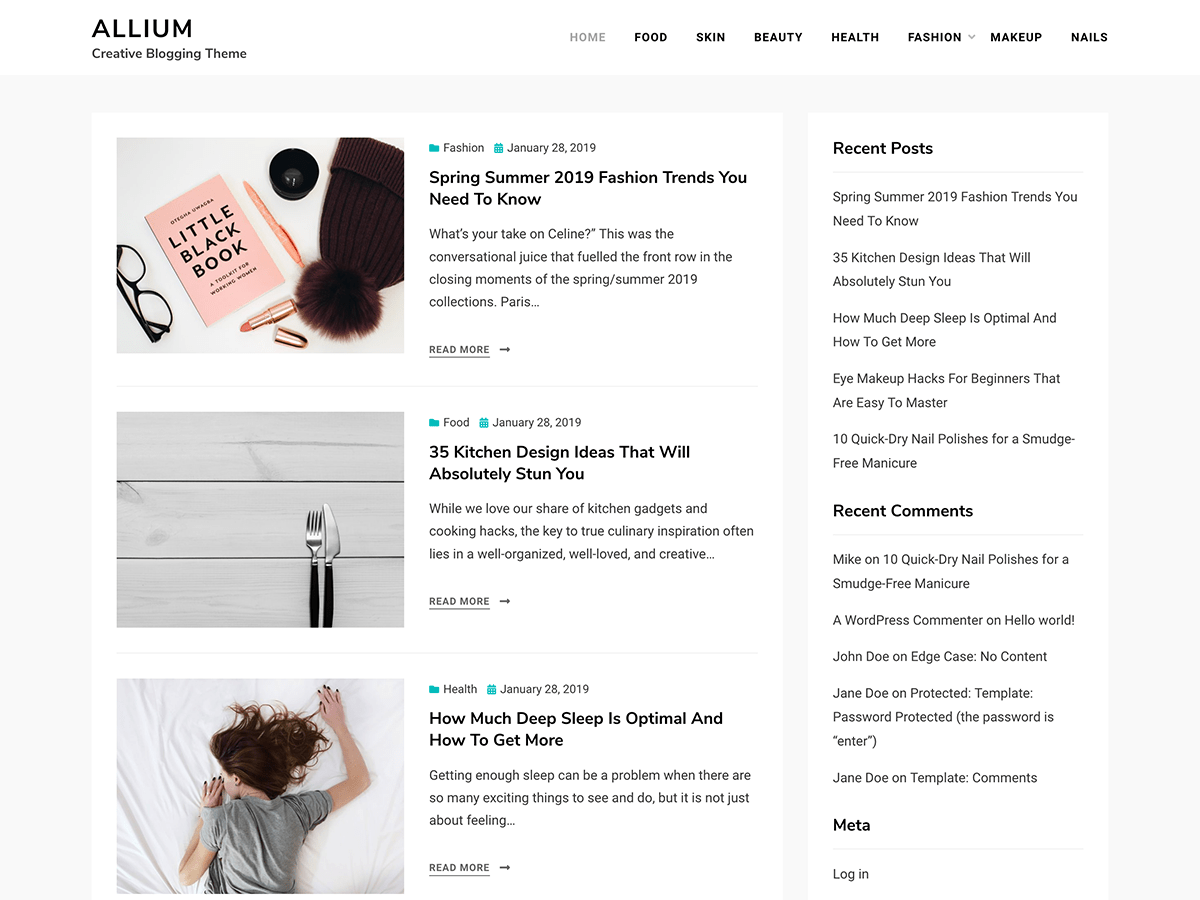 ALLIUM
Creative Blogging Theme
HOME FOOD SKIN BEAUTY HEALTH FASHION MAKEUP NAILS
OTEGHA UWAGBA
LITTLE
BLACK
BOOK
A TOOLKIT FOR
WORKING WOMEN
Fashion January 28, 2019
Spring Summer 2019 Fashion Trends You
Need To Know
What’s your take on Celine?” This was the
conversational juice that fuelled the front row in the
closing moments of the spring/summer 2019
collections. Paris…
READ MORE
Food January 28, 2019
35 Kitchen Design Ideas That Will
Absolutely Stun You
While we love our share of kitchen gadgets and
cooking hacks, the key to true culinary inspiration often
lies in a well-organized, well-loved, and creative…
READ MORE
Health January 28, 2019
How Much Deep Sleep Is Optimal And
How To Get More
Getting enough sleep can be a problem when there are
so many exciting things to see and do, but it is not just
about feeling…
READ MORE
Recent Posts
Spring Summer 2019 Fashion Trends You
Need To Know
35 Kitchen Design Ideas That Will
Absolutely Stun You
How Much Deep Sleep Is Optimal And
How To Get More
Eye Makeup Hacks For Beginners That
Are Easy To Master
10 Quick-Dry Nail Polishes for a Smudge-
Free Manicure
Recent Comments
Mike on 10 Quick-Dry Nail Polishes for a
Smudge-Free Manicure
A WordPress Commenter on Hello world!
John Doe on Edge Case: No Content
Jane Doe on Protected: Template:
Password Protected (the password is
“enter”)
Jane Doe on Template: Comments
Meta
Log in